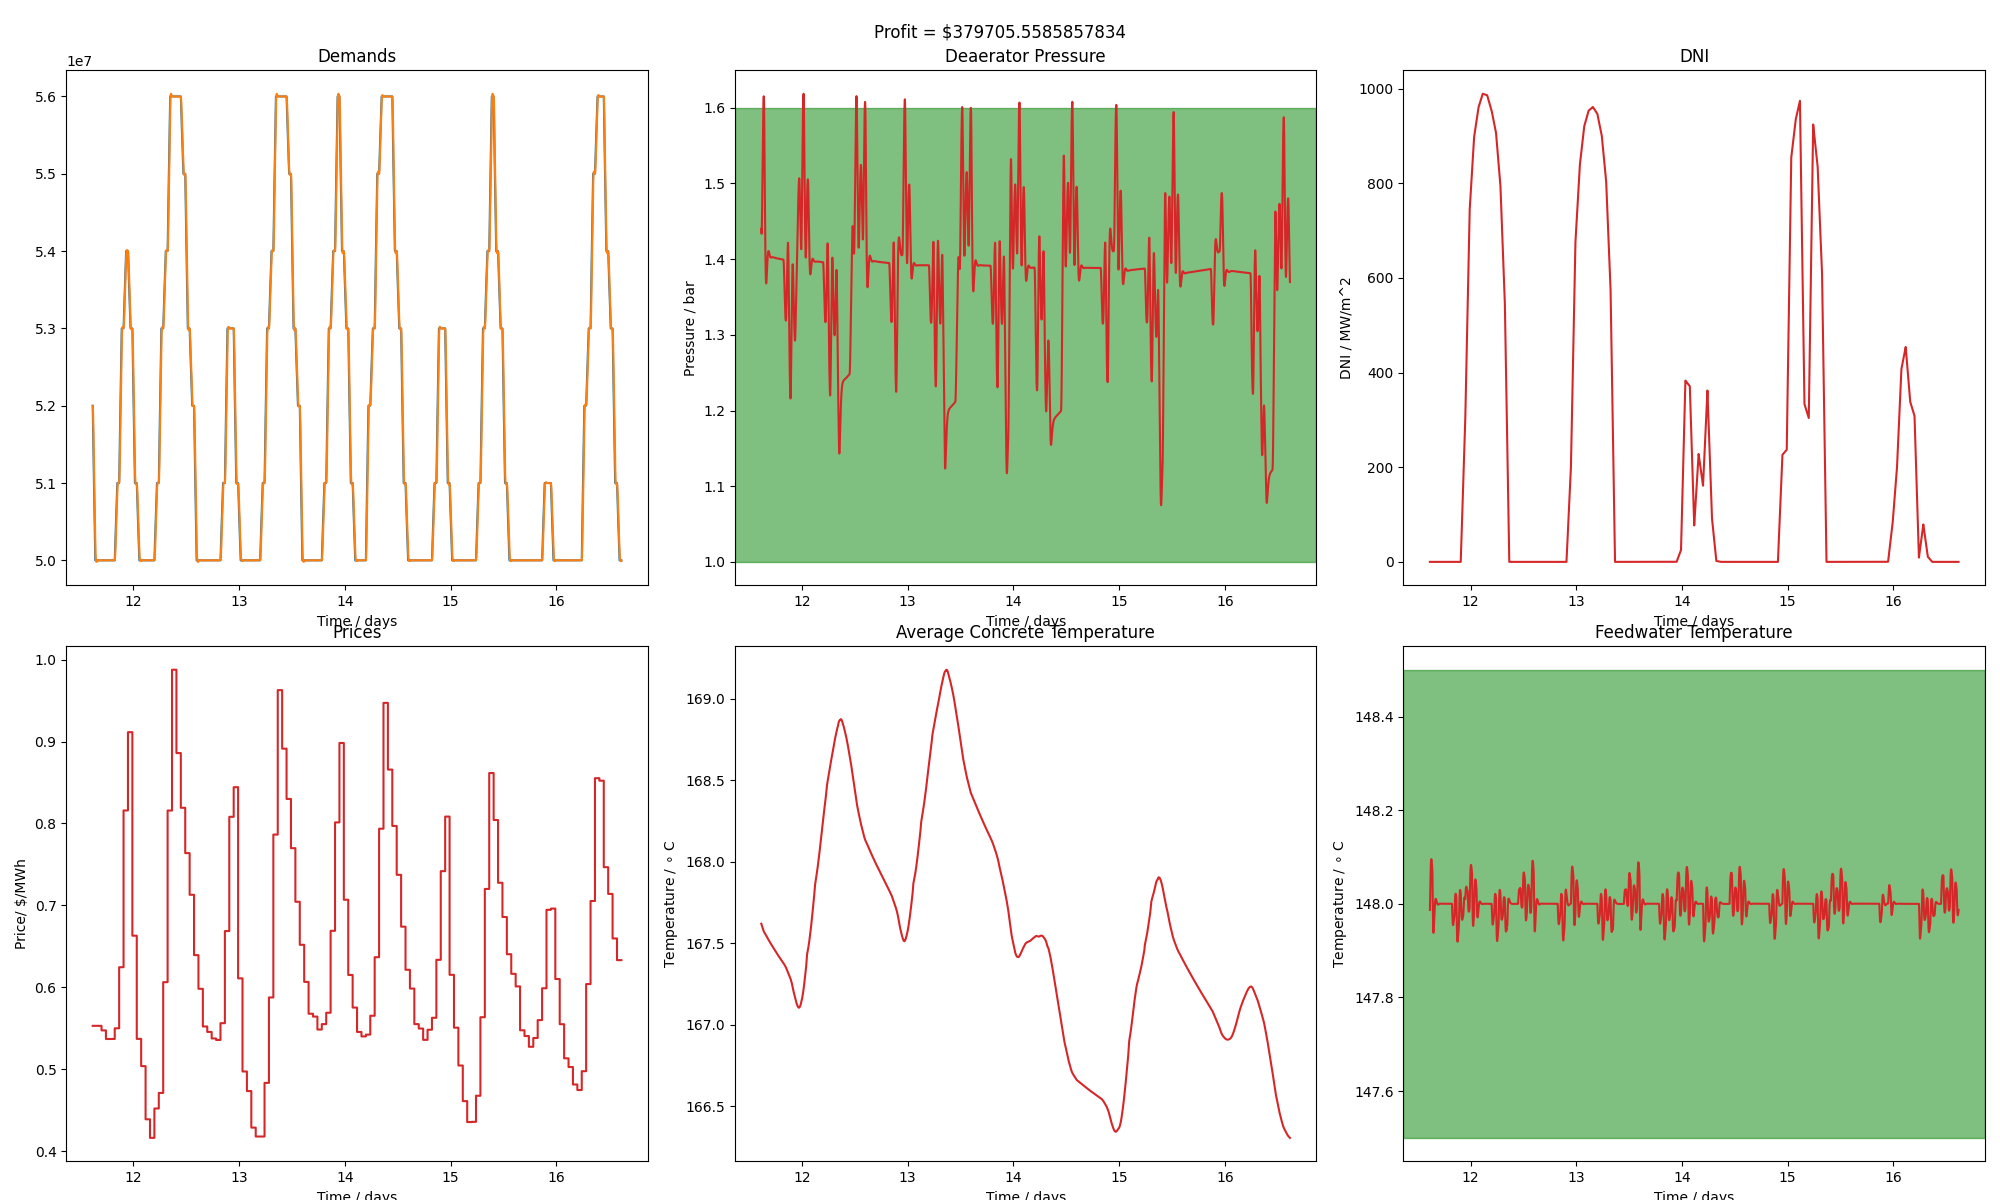 Profit = $379705.5585857834
Demands
1e7
5.6
5.5
5.4
5.3
5.2
5.1
5.0
12 13 14 15 16
Time / days
Deaerator Pressure
Pressure / bar
1.6
1.5
1.4
1.3
1.2
1.1
1.0
12 13 14 15 16
Time / days
DNI
DNI / MW/m^2
1000
800
600
400
200
0
12 13 14 15 16
Time / days
Prices
Price/ $/MWh
1.0
0.9
0.8
0.7
0.6
0.5
0.4
12 13 14 15 16
Time / days
Average Concrete Temperature
Temperature / ∘ C
169.0
168.5
168.0
167.5
167.0
166.5
12 13 14 15 16
Time / days
Feedwater Temperature
Temperature / ∘ C
148.4
148.2
148.0
147.8
147.6
12 13 14 15 16
Time / days